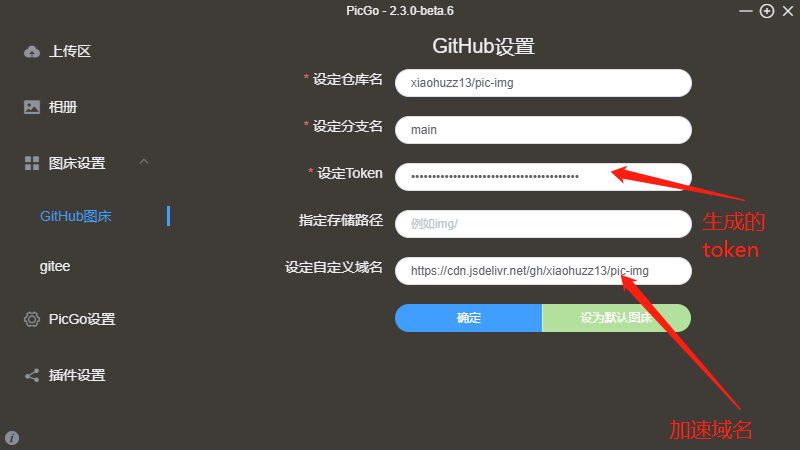 PicGo - 2.3.0-beta.6
上传区
相册
图床设置
GitHub图床
gitee
PicGo设置
插件设置
GitHub设置
* 设定仓库名 xiaohuzz13/pic-img
* 设定分支名 main
* 设定Token ••••••••••••••••••••••••••••••••••••••••
指定存储路径 例如img/
设定自定义域名 https://cdn.jsdelivr.net/gh/xiaohuzz13/pic-img
确定 设为默认图床
生成的
token
加速域名